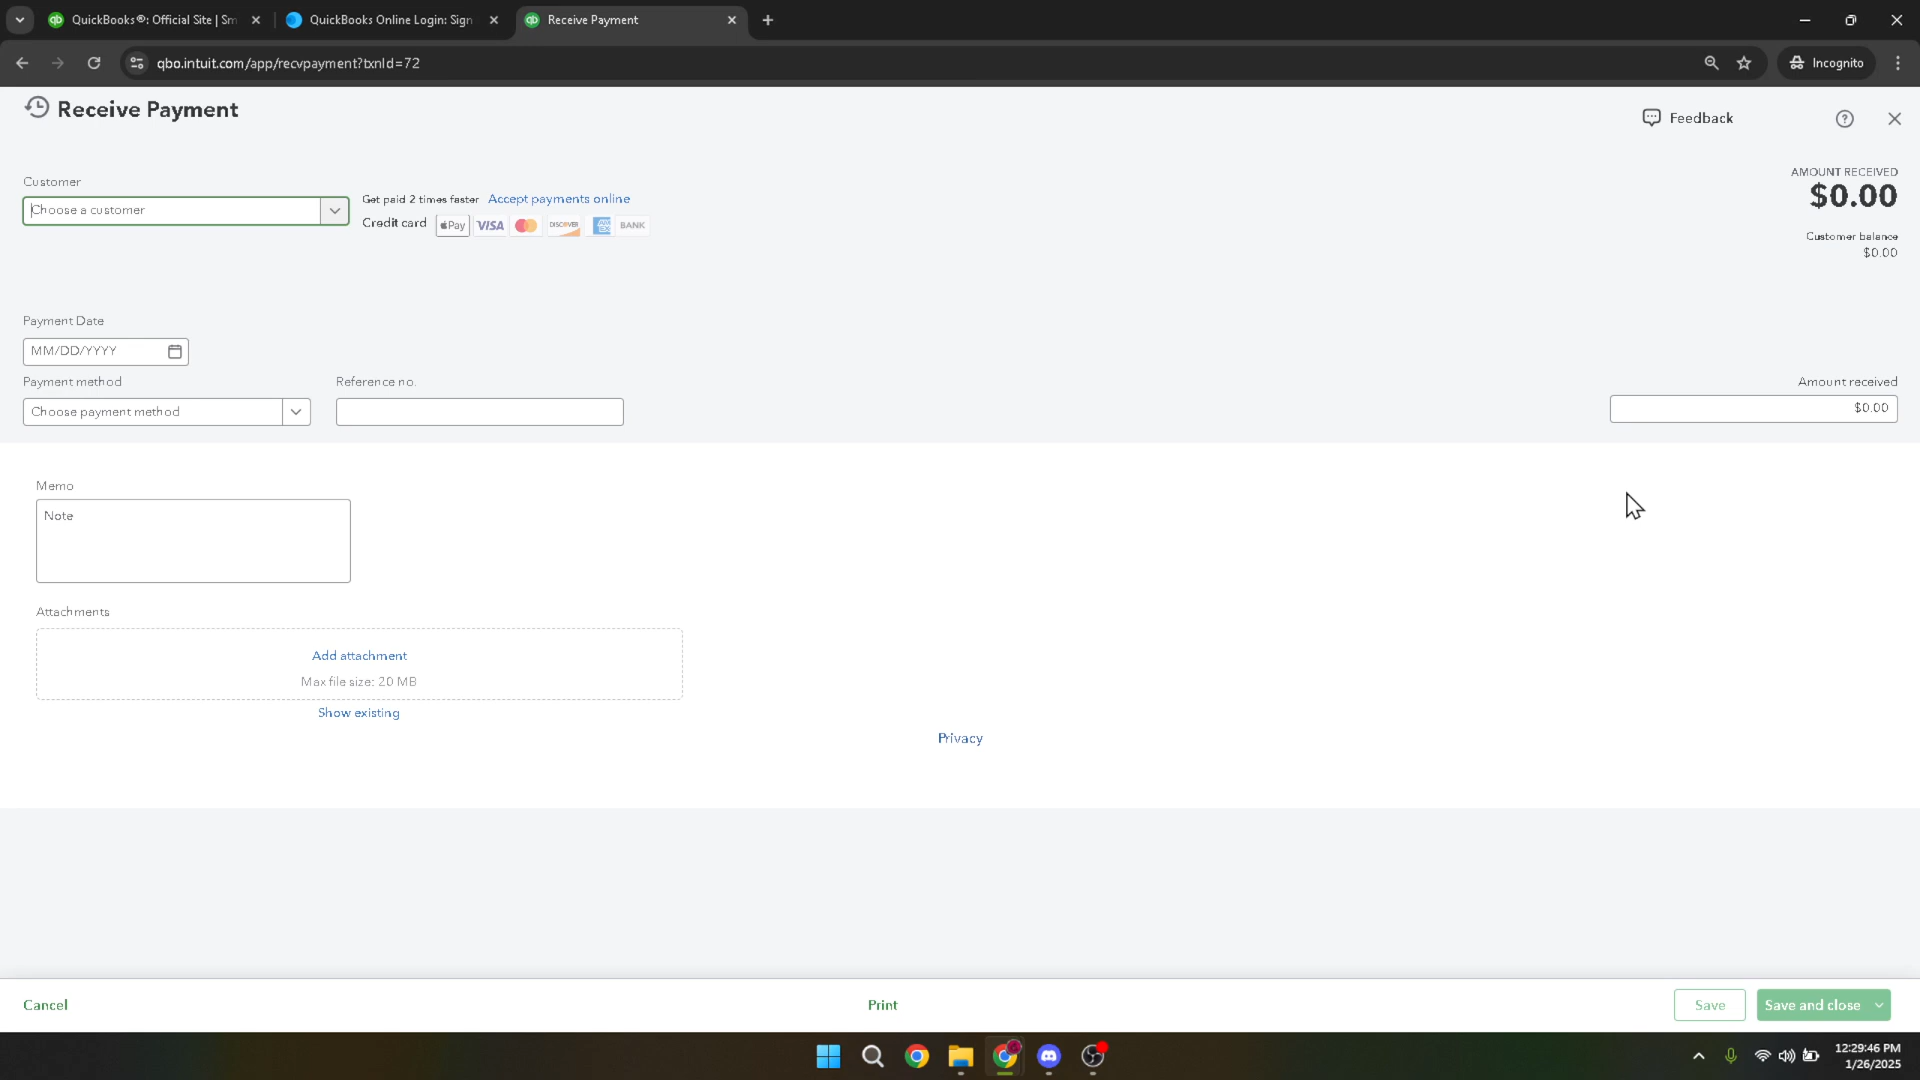 QuickBooks®: Official Site | Sm
QuickBooks Online Login: Sign
Receive Payment
qbo.intuit.com/app/recvpayment?txnId=72
Incognito
Receive Payment
Feedback
Customer
Choose a customer
Get paid 2 times faster Accept payments online
Credit card
Pay VISA DISCOVER AM EX BANK
AMOUNT RECEIVED
$0.00
Customer balance
$0.00
Payment Date
MM/DD/YYYY
Payment method
Choose payment method
Reference no.
Amount received
$0.00
Memo
Note
Attachments
Add attachment
Max file size: 20 MB
Show existing
Privacy
Cancel
Print
Save
Save and close
12:29:46 PM
1/26/2025